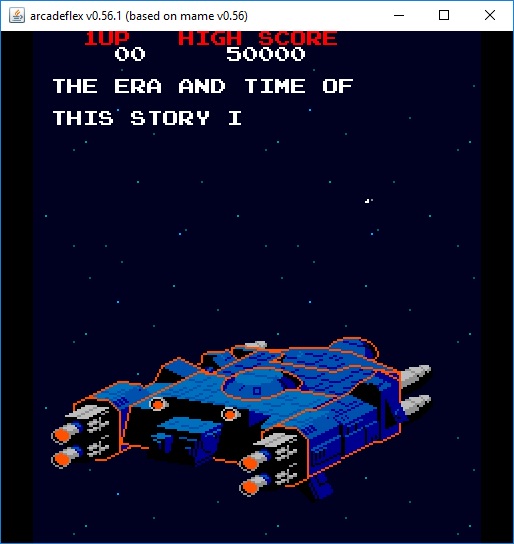 arcadeflex v0.56.1 (based on mame v0.56)
1UP HIGH SCORE
00 50000
THE ERA AND TIME OF
THIS STORY I